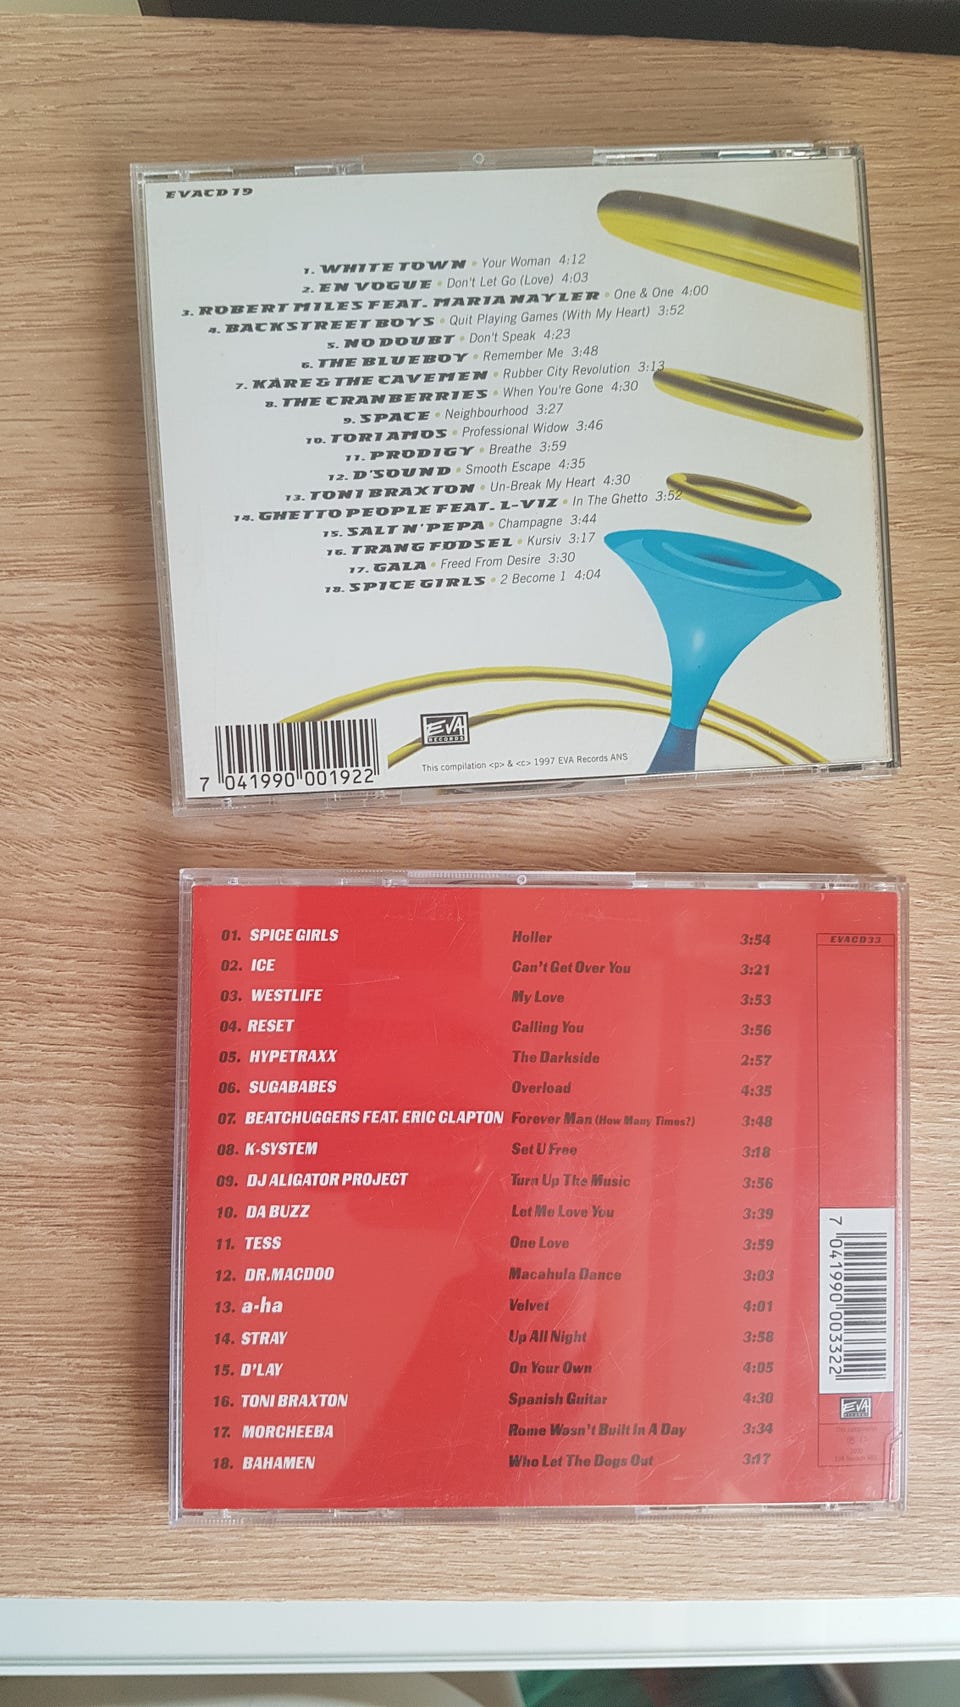 EVACD 19
1. WHITE TOWN • Your Woman 4:12
2. EN VOGUE • Don't Let Go (Love) 4:03
3. ROBERT MILES FEAT. MARIA NAYLER • One & One 4:00
4. BACKSTREET BOYS • Quit Playing Games (With My Heart) 3:52
5. NO DOUBT • Don't Speak 4:23
6. THE BLUEBOY • Remember Me 3:48
7. KÅRE & THE CAVEMEN • Rubber City Revolution 3:13
8. THE CRANBERRIES • When You're Gone 4:30
9. SPACE • Neighbourhood 3:27
10. TORI AMOS • Professional Widow 3:46
11. PRODIGY • Breathe 3:59
12. D'SOUND • Smooth Escape 4:35
13. TONI BRAXTON • Un-Break My Heart 4:30
14. GHETTO PEOPLE FEAT. L-VIZ • In The Ghetto 3:52
15. SALT N' PEPA • Champagne 3:44
16. TRANG FØDSEL • Kursiv 3:17
17. GALA • Freed From Desire 3:30
18. SPICE GIRLS • 2 Become 1 4:04
EVA
RECORDS
This compilation <p> & <c> 1997 EVA Records ANS
7 041990 001922
01. SPICE GIRLS Holler 3:54
02. ICE Can't Get Over You 3:21
03. WESTLIFE My Love 3:53
04. RESET Calling You 3:56
05. HYPETRAXX The Darkside 2:57
06. SUGABABES Overload 4:35
07. BEATCHUGGERS FEAT. ERIC CLAPTON Forever Man (How Many Times?) 3:48
08. K-SYSTEM Set U Free 3:18
09. DJ ALIGATOR PROJECT Turn Up The Music 3:56
10. DA BUZZ Let Me Love You 3:39
11. TESS One Love 3:59
12. DR.MACDOO Macahula Dance 3:03
13. a-ha Velvet 4:01
14. STRAY Up All Night 3:58
15. D'LAY On Your Own 4:05
16. TONI BRAXTON Spanish Guitar 4:30
17. MORCHEEBA Rome Wasn't Built In A Day 3:34
18. BAHAMEN Who Let The Dogs Out 3:17
EVACD33
7 041990 003322
EVA
RECORDS
This compilation
2000